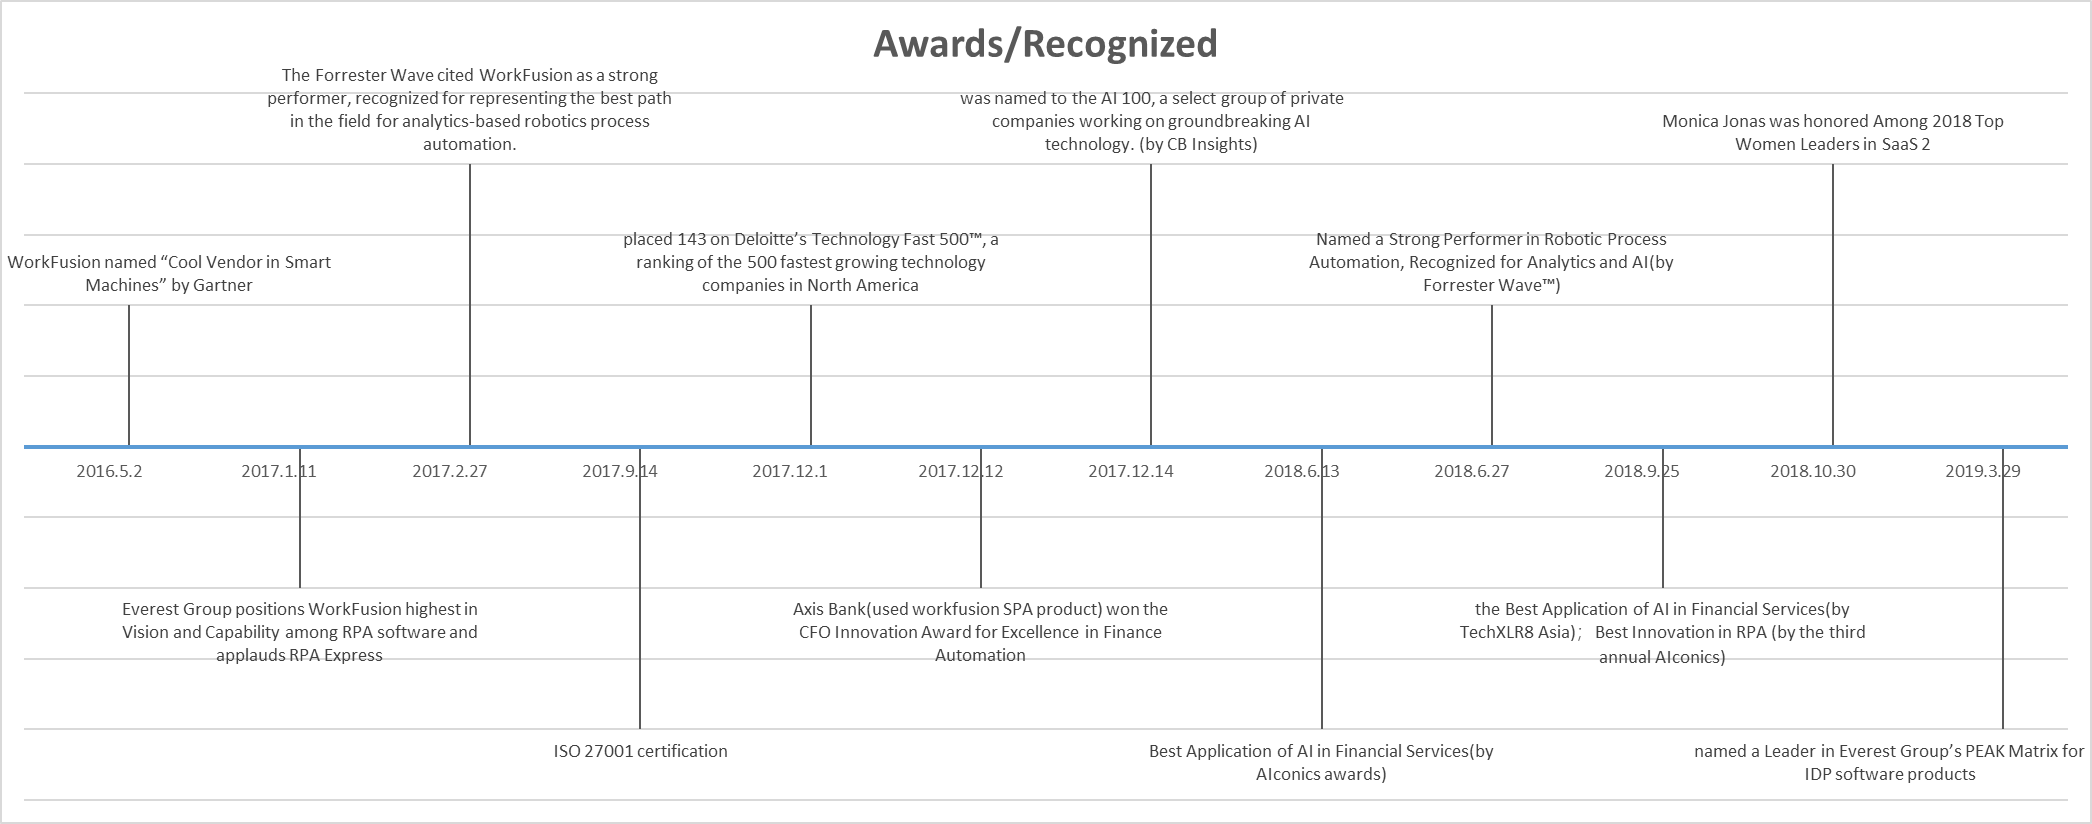 Awards/Recognized
The Forrester Wave cited WorkFusion as a strong
performer, recognized for representing the best path
in the field for analytics-based robotics process
automation.
was named to the AI 100, a select group of private
companies working on groundbreaking AI
technology. (by CB Insights)
Monica Jonas was honored Among 2018 Top
Women Leaders in SaaS 2
WorkFusion named “Cool Vendor in Smart
Machines” by Gartner
placed 143 on Deloitte’s Technology Fast 500™, a
ranking of the 500 fastest growing technology
companies in North America
Named a Strong Performer in Robotic Process
Automation, Recognized for Analytics and AI(by
Forrester Wave™)
2016.5.2
2017.1.11
2017.2.27
2017.9.14
2017.12.1
2017.12.12
2017.12.14
2018.6.13
2018.6.27
2018.9.25
2018.10.30
2019.3.29
Everest Group positions WorkFusion highest in
Vision and Capability among RPA software and
applauds RPA Express
Axis Bank(used workfusion SPA product) won the
CFO Innovation Award for Excellence in Finance
Automation
the Best Application of AI in Financial Services(by
TechXLR8 Asia)； Best Innovation in RPA (by the third
annual AIconics)
ISO 27001 certification
Best Application of AI in Financial Services(by
AIconics awards)
named a Leader in Everest Group’s PEAK Matrix for
IDP software products